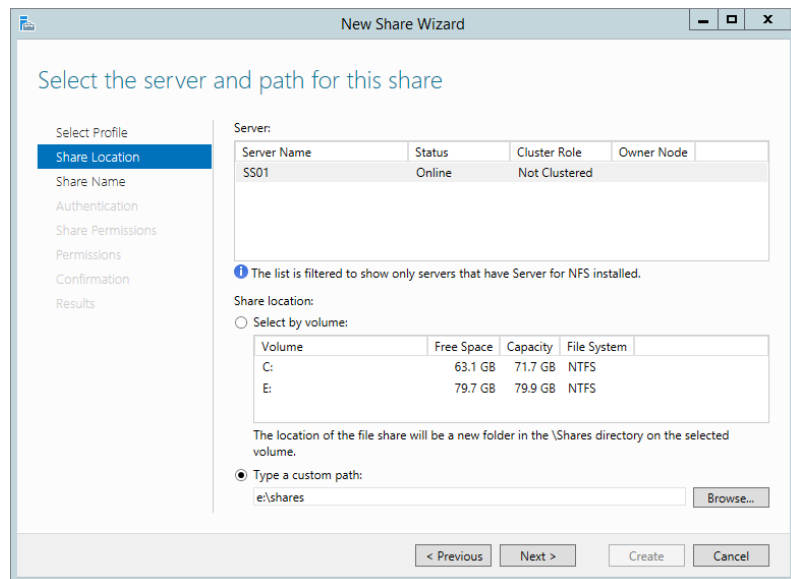 New Share Wizard
Select the server and path for this share
Select Profile
Share Location
Share Name
Authentication
Share Permissions
Permissions
Confirmation
Results
Server:
Server Name Status Cluster Role Owner Node
SS01 Online Not Clustered
The list is filtered to show only servers that have Server for NFS installed.
Share location:
Select by volume:
Volume Free Space Capacity File System
C: 63.1 GB 71.7 GB NTFS
E: 79.7 GB 79.9 GB NTFS
The location of the file share will be a new folder in the \Shares directory on the selected
volume.
Type a custom path:
e:\shares Browse...
< Previous Next > Create Cancel